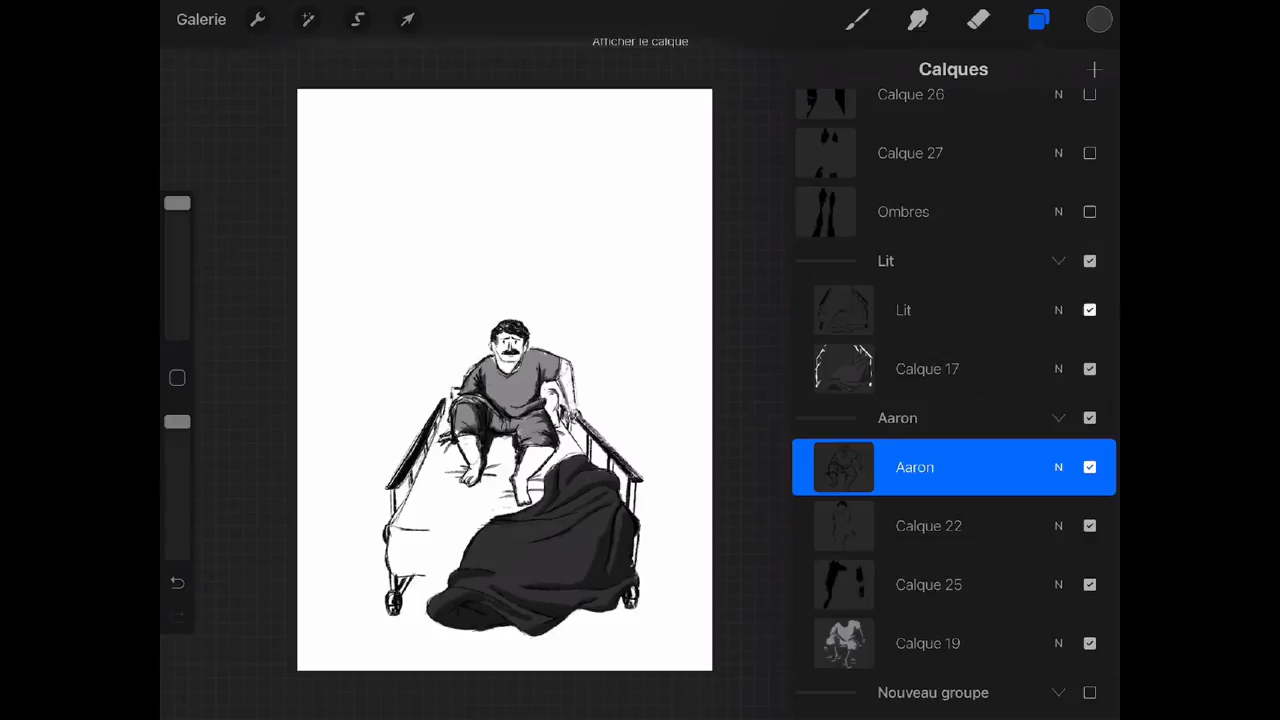 Galerie
Afficher le calque
Calques
Calque 26 N
Calque 27 N
Ombres N
Lit
Lit N
Calque 17 N
Aaron
Aaron N
Calque 22 N
Calque 25 N
Calque 19 N
Nouveau groupe